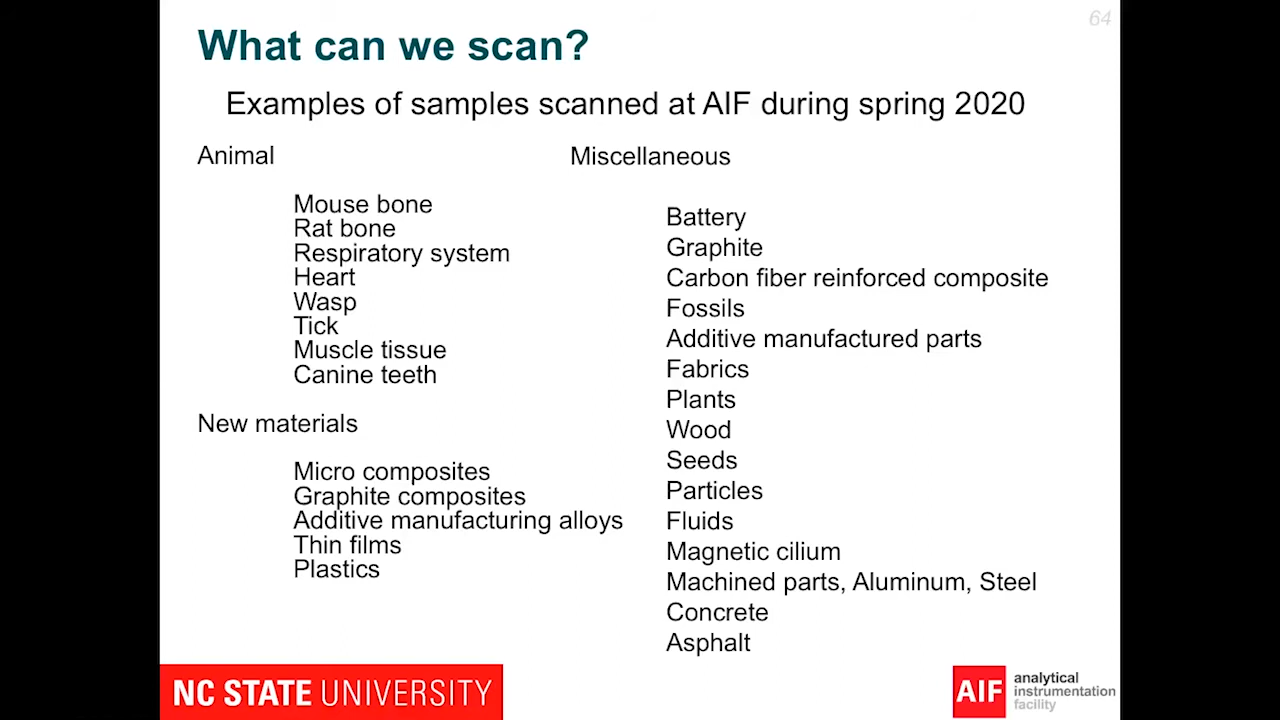 64
What can we scan?
Examples of samples scanned at AIF during spring 2020
Animal
Mouse bone
Rat bone
Respiratory system
Heart
Wasp
Tick
Muscle tissue
Canine teeth
New materials
Micro composites
Graphite composites
Additive manufacturing alloys
Thin films
Plastics
Miscellaneous
Battery
Graphite
Carbon fiber reinforced composite
Fossils
Additive manufactured parts
Fabrics
Plants
Wood
Seeds
Particles
Fluids
Magnetic cilium
Machined parts, Aluminum, Steel
Concrete
Asphalt
NC STATE UNIVERSITY
AIF
analytical
instrumentation
facility